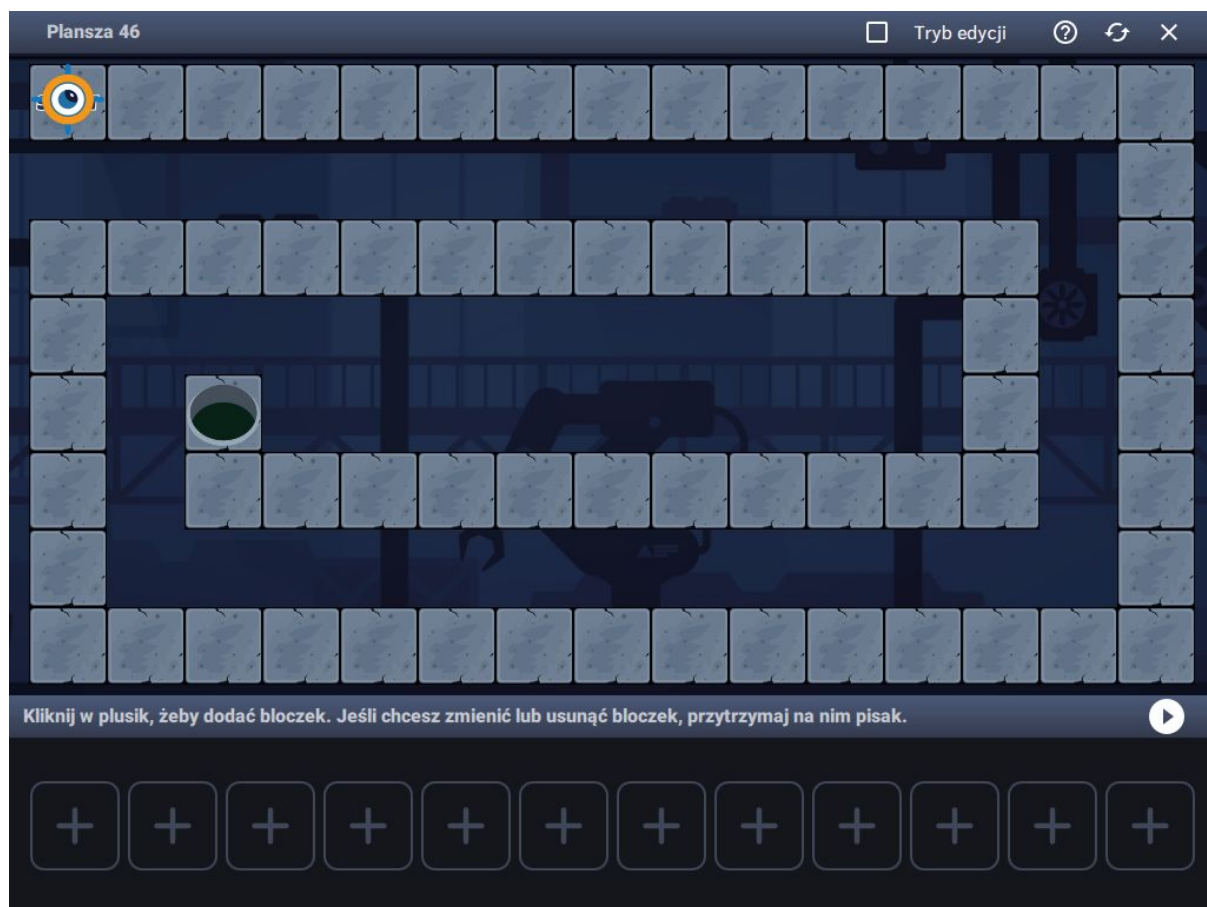 Plansza 46
Tryb edycji
Kliknij w plusik, żeby dodać bloczek. Jeśli chcesz zmienić lub usunąć bloczek, przytrzymaj na nim pisak.